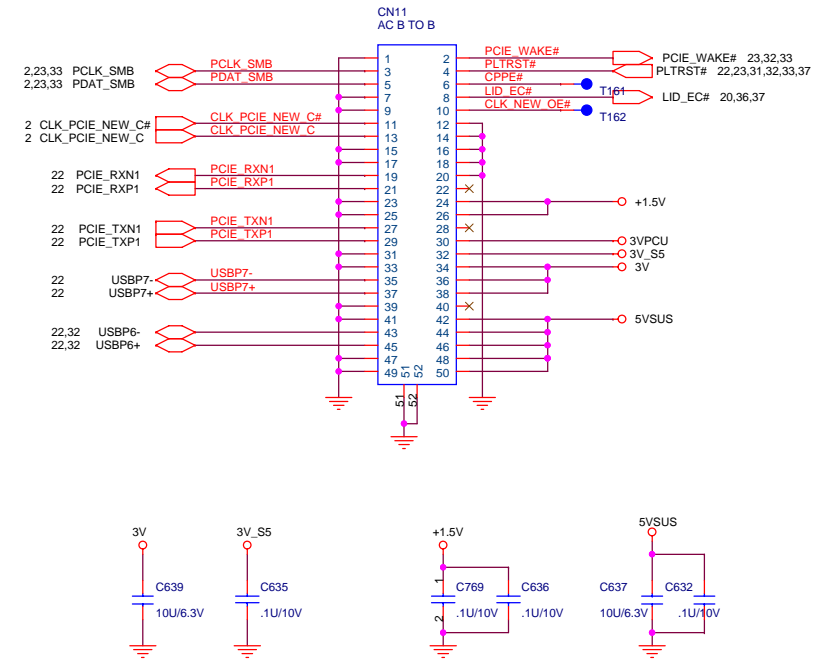 CN11
AC B TO B
2,23,33 PCLK_SMB PCLK_SMB 1 2 PCIE_WAKE# PCIE_WAKE# 23,32,33
2,23,33 PDAT_SMB PDAT_SMB 3 4 PLTRST# PLTRST# 22,23,31,32,33,37
5 6 CPPE# T161
7 8 LID_EC# LID_EC# 20,36,37
9 10 CLK_NEW_OE# T162
2 CLK_PCIE_NEW_C# CLK_PCIE_NEW_C# 11 12
2 CLK_PCIE_NEW_C CLK_PCIE_NEW_C 13 14
15 16
17 18
22 PCIE_RXN1 PCIE_RXN1 19 20
22 PCIE_RXP1 PCIE_RXP1 21 22
23 24 +1.5V
25 26
22 PCIE_TXN1 PCIE_TXN1 27 28
22 PCIE_TXP1 PCIE_TXP1 29 30 3VPCU
31 32 3V_S5
33 34 3V
22 USBP7- USBP7- 35 36
22 USBP7+ USBP7+ 37 38
39 40
41 42 5VSUS
22,32 USBP6- 43 44
22,32 USBP6+ 45 46
47 48
49 51 52 50
51 52
3V 3V_S5 +1.5V 5VSUS
C639 C635 1 C769 C636 C637 C632
10U/6.3V .1U/10V 2 .1U/10V .1U/10V 10U/6.3V .1U/10V